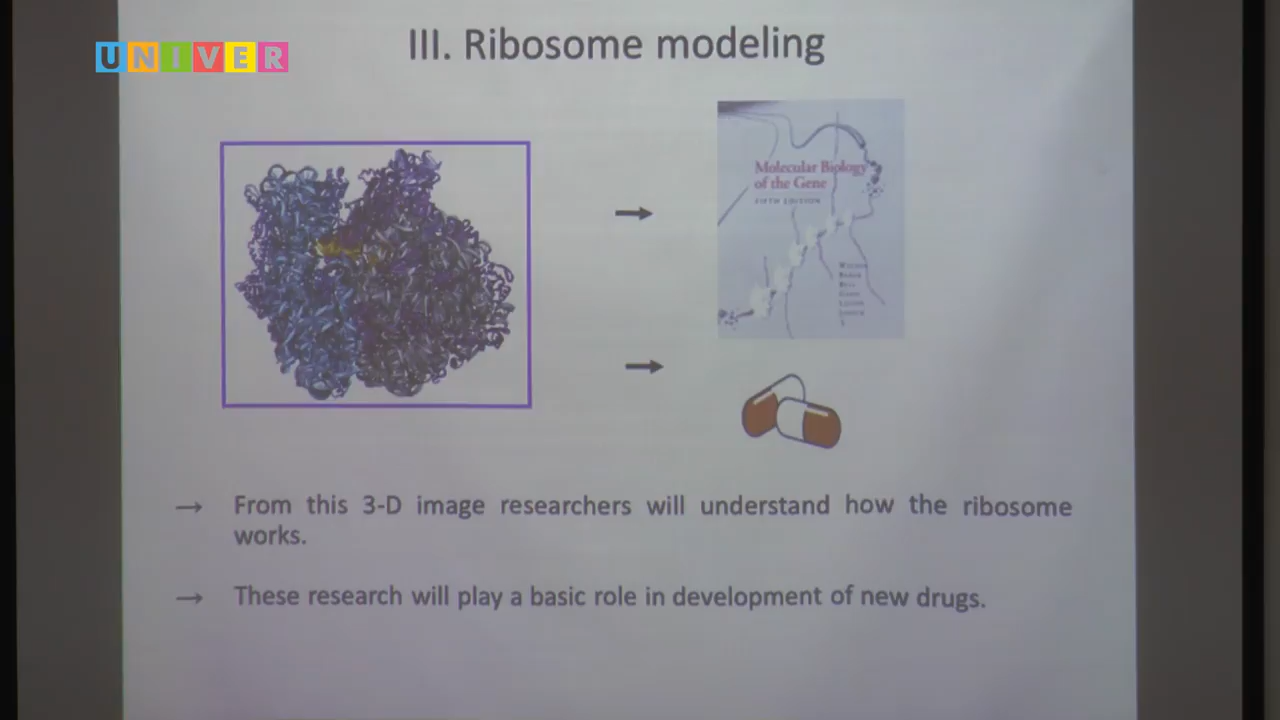 UNIVER
III. Ribosome modeling
Molecular Biology
of the Gene
FIFTH EDITION
→ From this 3-D image researchers will understand how the ribosome
works.
→ These research will play a basic role in development of new drugs.